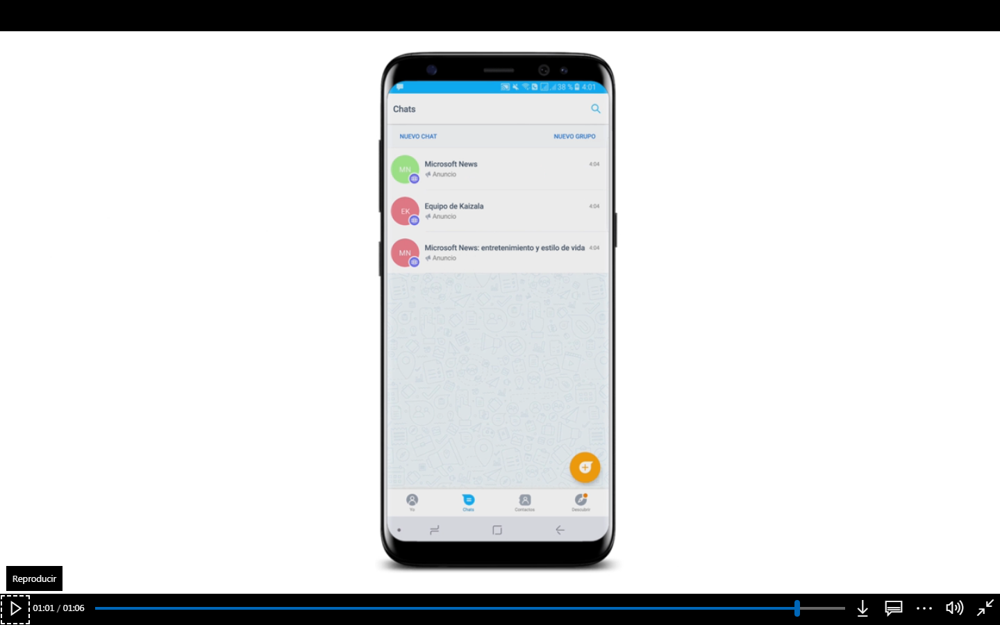 38 % 4:01
Chats
NUEVO CHAT NUEVO GRUPO
MN Microsoft News 4:04
Anuncio
EK Equipo de Kaizala 4:04
Anuncio
MN Microsoft News: entretenimiento y estilo de vida 4:04
Anuncio
Yo Chats Contactos Descubrir
Reproducir
01:01 / 01:06